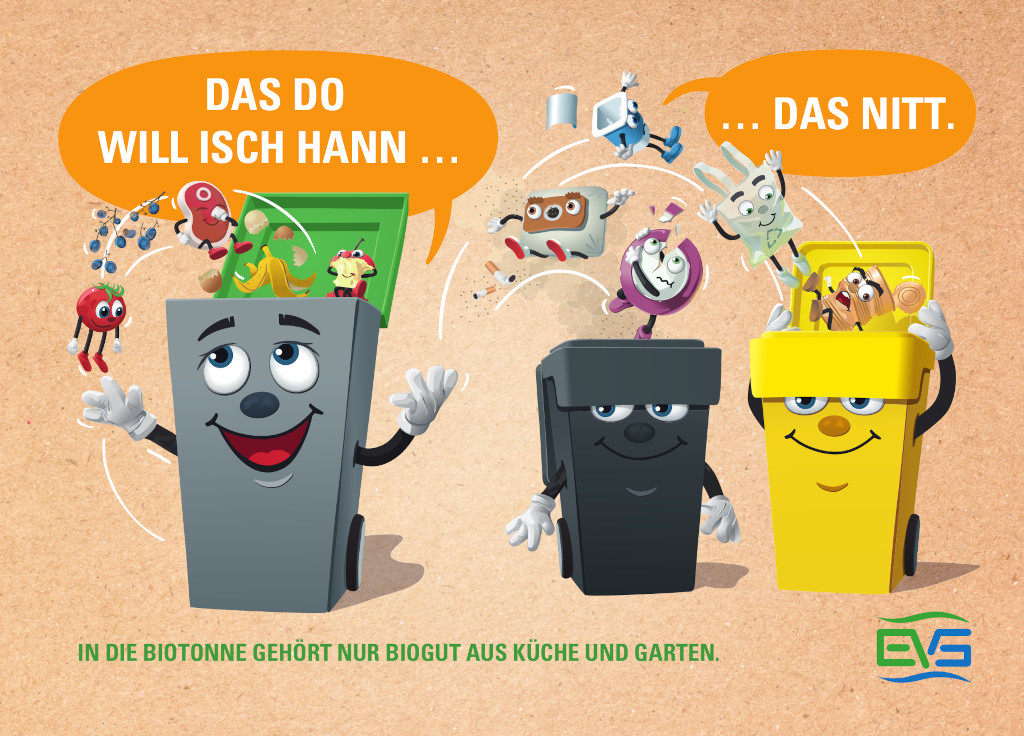 DAS DO
WILL ISCH HANN ...
... DAS NITT.
IN DIE BIOTONNE GEHÖRT NUR BIOGUT AUS KÜCHE UND GARTEN.
EVS